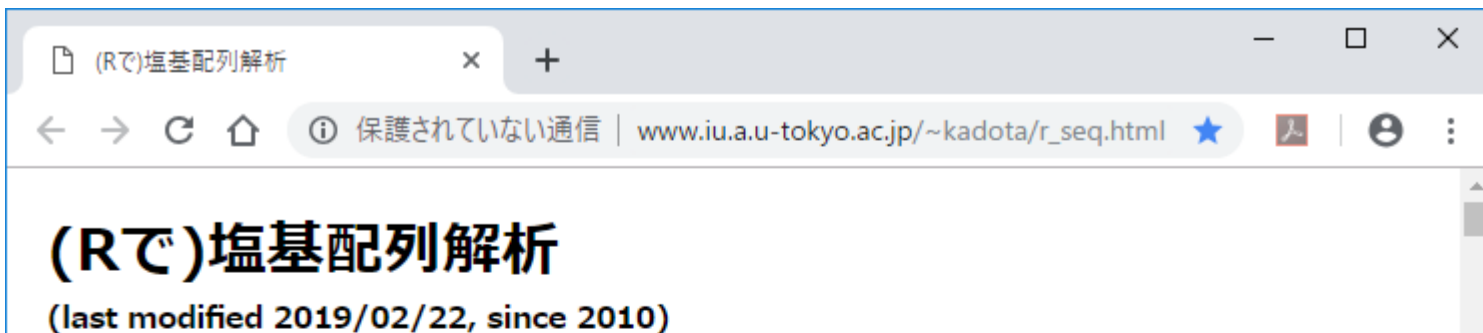 (Rで)塩基配列解析
保護されていない通信 | www.iu.a.u-tokyo.ac.jp/~kadota/r_seq.html
(Rで)塩基配列解析
(last modified 2019/02/22, since 2010)